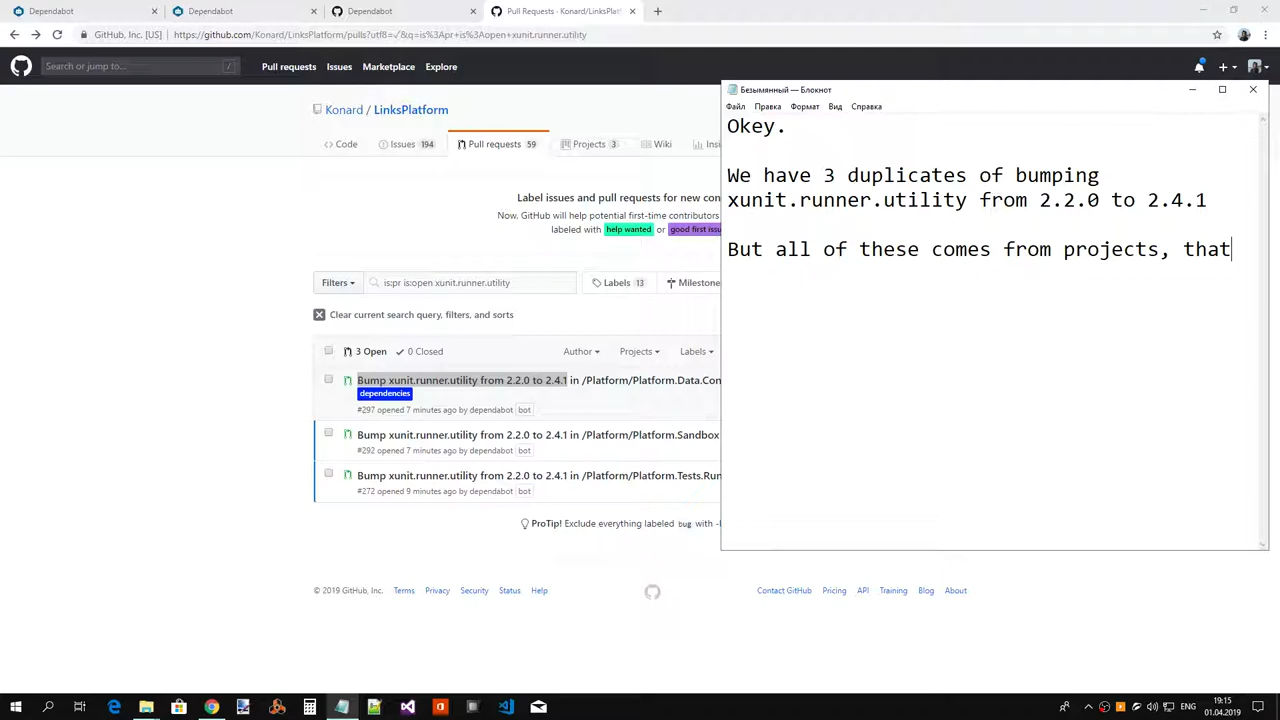 Dependabot
Dependabot
Dependabot
Pull Requests · Konard/LinksPlatf
GitHub, Inc. [US]
https://github.com/Konard/LinksPlatform/pulls?utf8=✓&q=is%3Apr+is%3Aopen+xunit.runner.utility
Search or jump to...
/
Pull requests
Issues
Marketplace
Explore
Konard / LinksPlatform
Code
Issues 194
Pull requests 59
Projects 3
Wiki
Insi
Label issues and pull requests for new con
Now, GitHub will help potential first-time contributors
labeled with help wanted or good first issu
Filters
is:pr is:open xunit.runner.utility
Labels 13
Milestone
Clear current search query, filters, and sorts
3 Open
0 Closed
Author
Projects
Labels
Bump xunit.runner.utility from 2.2.0 to 2.4.1 in /Platform/Platform.Data.Con
dependencies
#297 opened 7 minutes ago by dependabot bot
Bump xunit.runner.utility from 2.2.0 to 2.4.1 in /Platform/Platform.Sandbox
#292 opened 7 minutes ago by dependabot bot
Bump xunit.runner.utility from 2.2.0 to 2.4.1 in /Platform/Platform.Tests.Run
#272 opened 9 minutes ago by dependabot bot
ProTip! Exclude everything labeled bug with -l
© 2019 GitHub, Inc.
Terms
Privacy
Security
Status
Help
Contact GitHub
Pricing
API
Training
Blog
About
Безымянный — Блокнот
Файл
Правка
Формат
Вид
Справка
Okey.
We have 3 duplicates of bumping
xunit.runner.utility from 2.2.0 to 2.4.1
But all of these comes from projects, that
ENG
19:15
01.04.2019